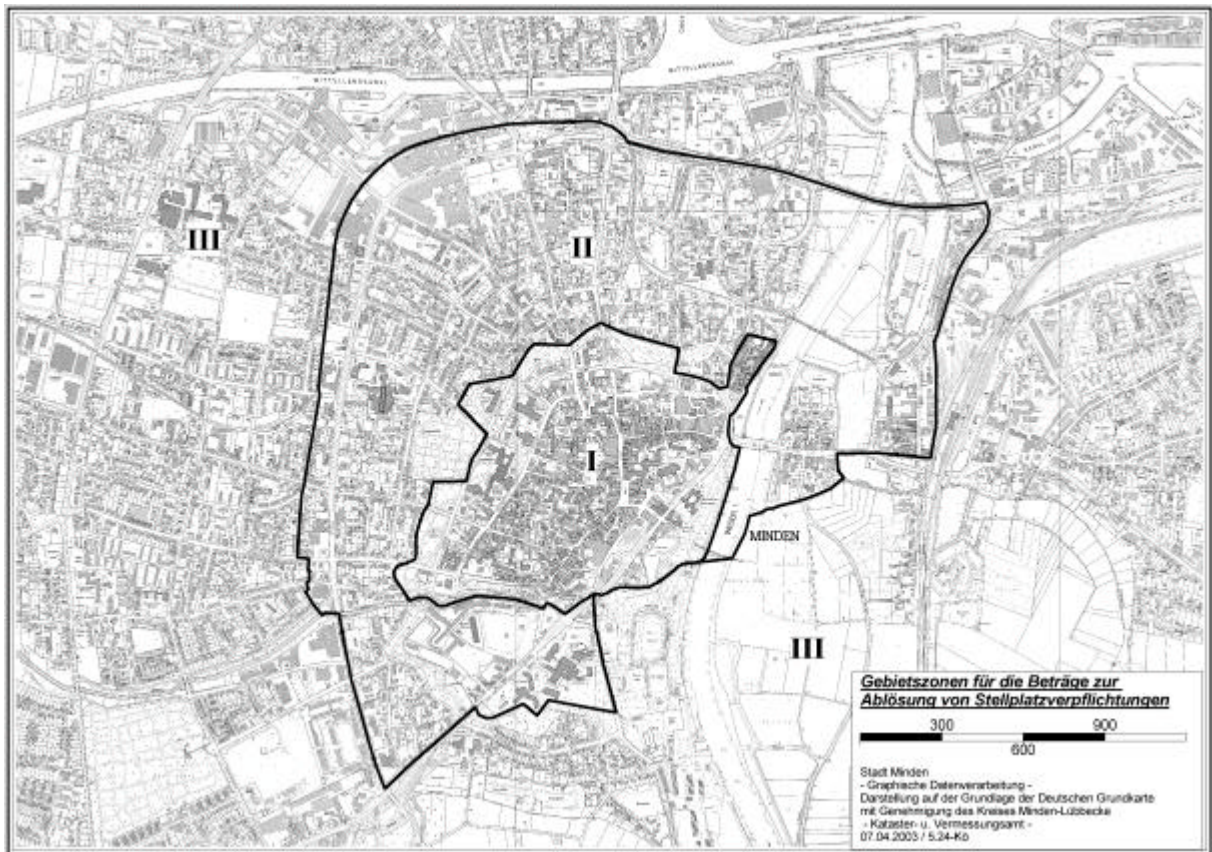 MITTELLANDKANAL
MITTELLANDKANAL
III
II
I
MINDEN
III
Gebietszonen für die Beträge zur
Ablösung von Stellplatzverpflichtungen
300 900
600
Stadt Minden
- Graphische Datenverarbeitung -
Darstellung auf der Grundlage der Deutschen Grundkarte
mit Genehmigung des Kreises Minden-Lübbecke
- Kataster- u. Vermessungsamt -
07.04.2003 / 5.24-Kö